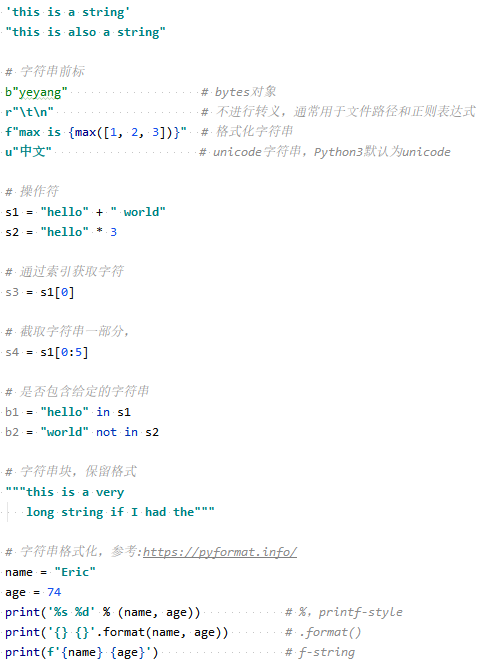 'this is a string'
"this is also a string"
# 字符串前标
b"yeyang" # bytes对象
r"\t\n" # 不进行转义，通常用于文件路径和正则表达式
f"max is {max([1, 2, 3])}" # 格式化字符串
u"中文" # unicode字符串，Python3默认为unicode
# 操作符
s1 = "hello" + " world"
s2 = "hello" * 3
# 通过索引获取字符
s3 = s1[0]
# 截取字符串一部分，
s4 = s1[0:5]
# 是否包含给定的字符串
b1 = "hello" in s1
b2 = "world" not in s2
# 字符串块，保留格式
"""this is a very
long string if I had the"""
# 字符串格式化，参考:https://pyformat.info/
name = "Eric"
age = 74
print('%s %d' % (name, age)) # %，printf-style
print('{} {}'.format(name, age)) # .format()
print(f'{name} {age}') # f-string